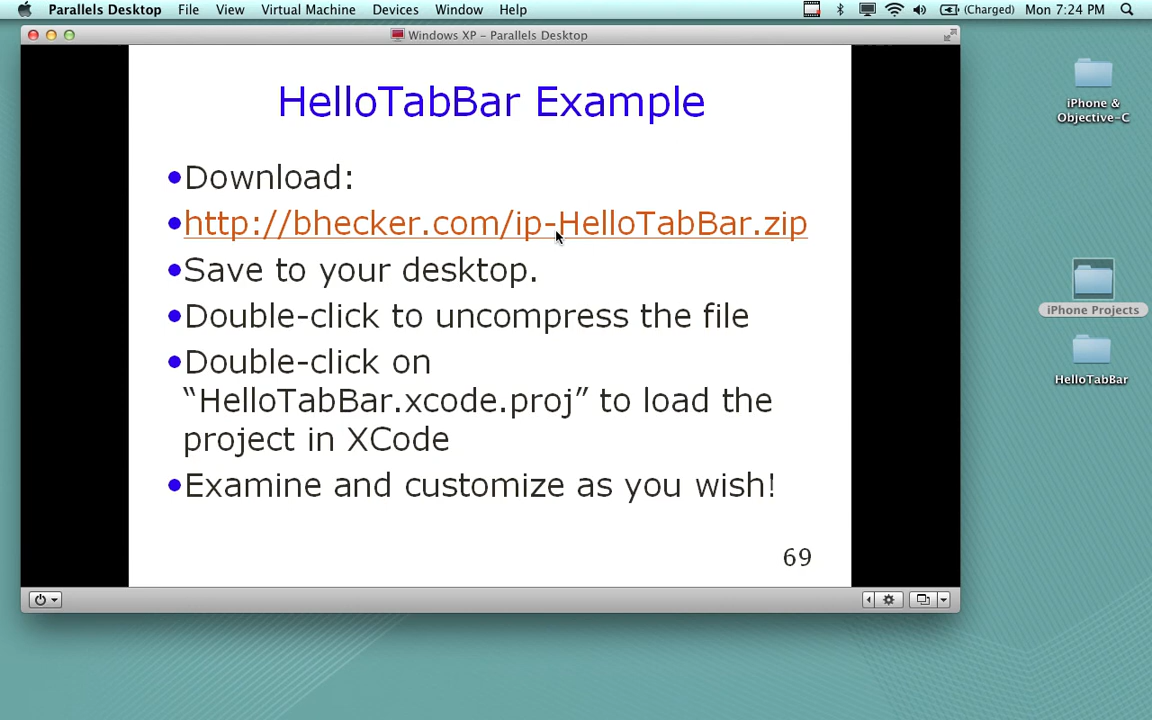 Parallels Desktop File View Virtual Machine Devices Window Help (Charged) Mon 7:24 PM
Windows XP – Parallels Desktop
HelloTabBar Example
•Download:
•http://bhecker.com/ip-HelloTabBar.zip
•Save to your desktop.
•Double-click to uncompress the file
•Double-click on
“HelloTabBar.xcode.proj” to load the
project in XCode
•Examine and customize as you wish!
69
iPhone &
Objective-C
iPhone Projects
HelloTabBar